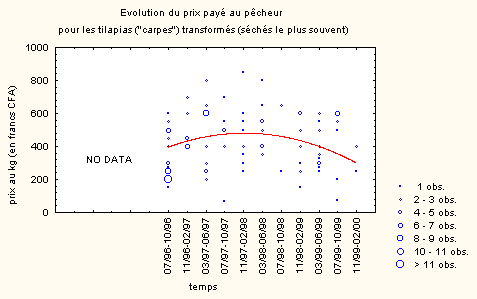 Evolution du prix payé au pêcheur
pour les tilapias ("carpes") transformés (séchés le plus souvent)
prix au kg (en francs CFA)
1000
800
600
400
200
0
NO DATA
07/96-10/96
11/96-02/97
03/97-06/97
07/97-10/97
11/97-02/98
03/98-06/98
07/98-10/98
11/98-02/99
03/99-06/99
07/99-10/99
11/99-02/00
temps
1 obs.
2 - 3 obs.
4 - 5 obs.
6 - 7 obs.
8 - 9 obs.
10 - 11 obs.
> 11 obs.